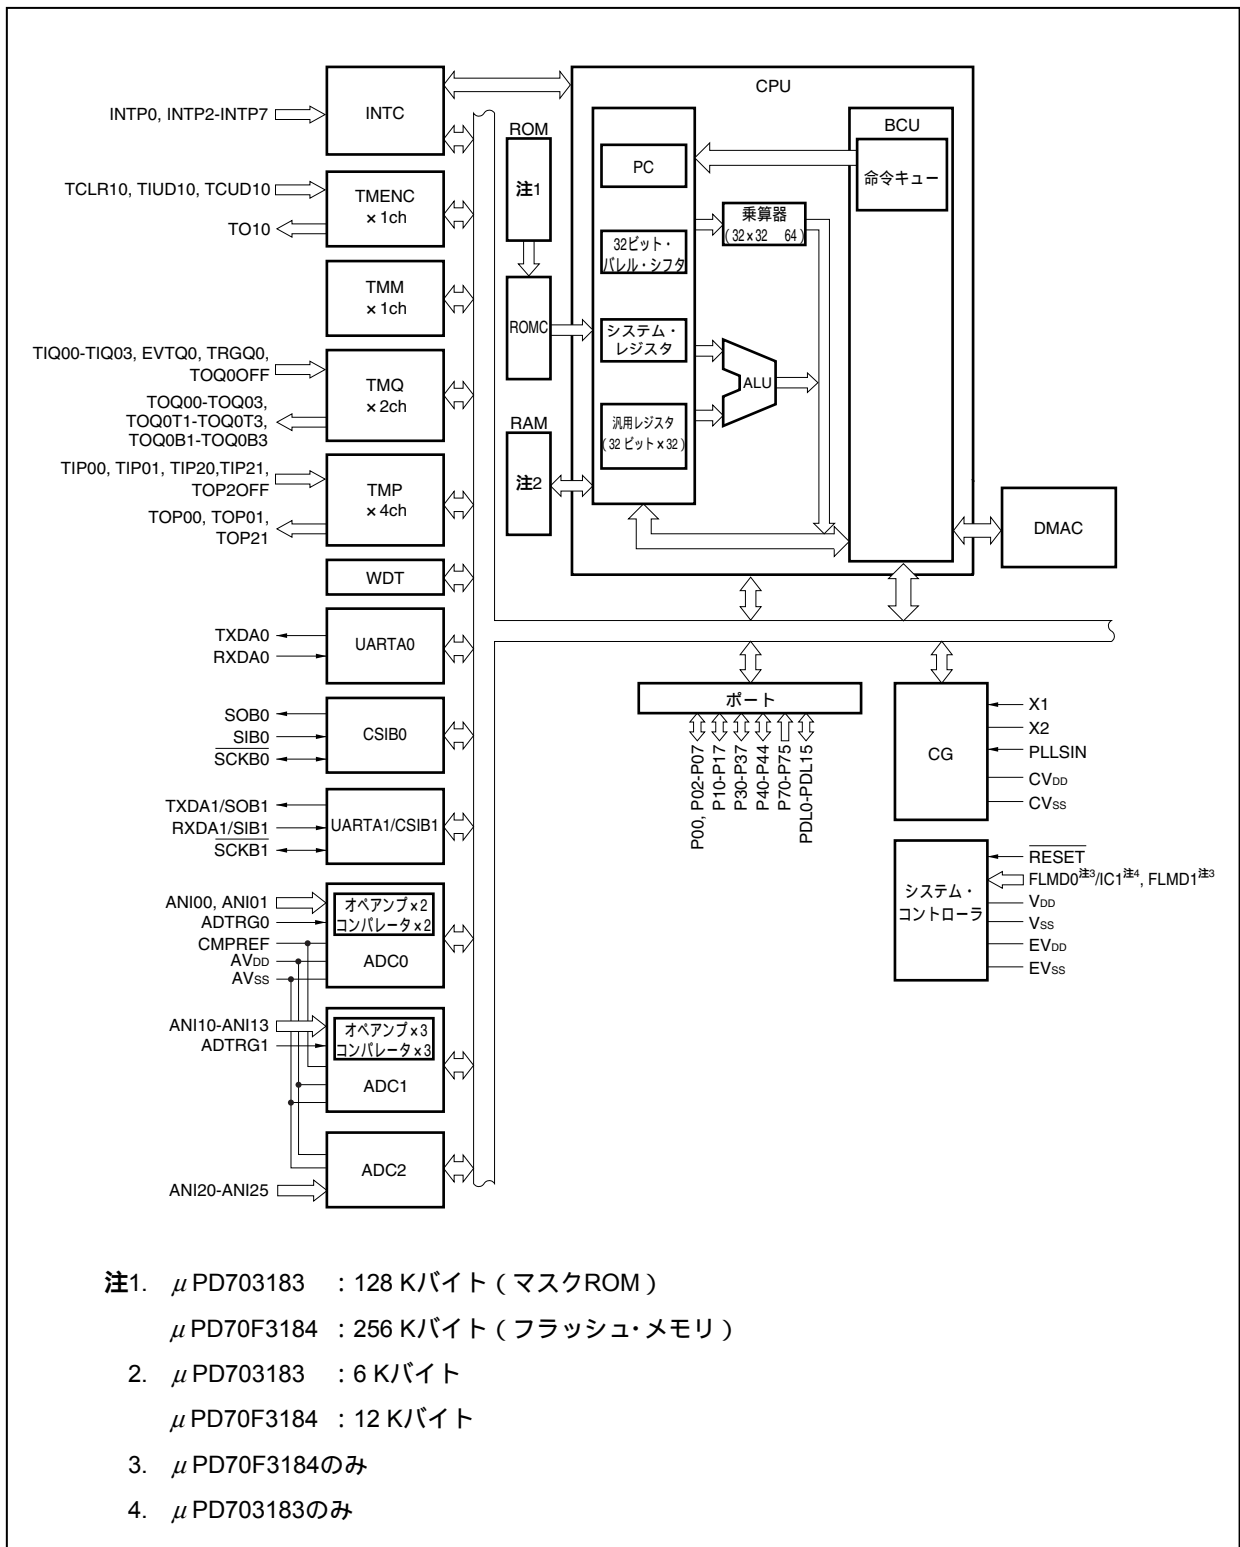 INTP0, INTP2-INTP7
INTC
TCLR10, TIUD10, TCUD10
TO10
TMENC
×1ch
TMM
×1ch
TIQ00-TIQ03, EVTQ0, TRGQ0,
TOQ0OFF
TOQ00-TOQ03,
TOQ0T1-TOQ0T3,
TOQ0B1-TOQ0B3
TMQ
×2ch
TIP00, TIP01, TIP20,TIP21,
TOP2OFF
TOP00, TOP01,
TOP21
TMP
×4ch
WDT
TXDA0
RXDA0
UARTA0
SOB0
SIB0
SCKB0
CSIB0
TXDA1/SOB1
RXDA1/SIB1
SCKB1
UARTA1/CSIB1
ANI00, ANI01
ADTRG0
CMPREF
AVDD
AVSS
オペアンプ×2
コンパレータ×2
ADC0
ANI10-ANI13
ADTRG1
オペアンプ×3
コンパレータ×3
ADC1
ADC2
ANI20-ANI25
ROM
注1
ROMC
RAM
注2
CPU
PC
32ビット・
バレル・シフタ
システム・
レジスタ
汎用レジスタ
(32 ビット×32)
乗算器
(32×32 64)
ALU
BCU
命令キュー
DMAC
ポート
P00, P02-P07
P10-P17
P30-P37
P40-P44
P70-P75
PDL0-PDL15
CG
X1
X2
PLLSIN
CVDD
CVSS
システム・
コントローラ
RESET
FLMD0注3/IC1注4, FLMD1注3
VDD
VSS
EVDD
EVSS
注1. μPD703183 : 128 Kバイト(マスクROM)
μPD70F3184 : 256 Kバイト(フラッシュ・メモリ)
2. μPD703183 : 6 Kバイト
μPD70F3184 : 12 Kバイト
3. μPD70F3184のみ
4. μPD703183のみ